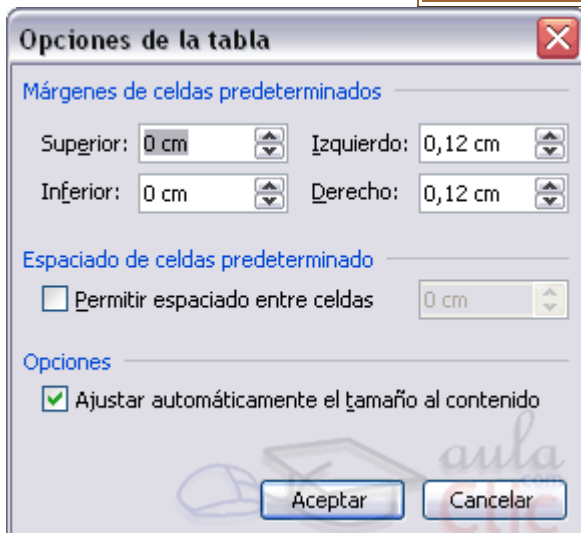 Opciones de la tabla
Márgenes de celdas predeterminados
Superior: 0 cm Izquierdo: 0,12 cm
Inferior: 0 cm Derecho: 0,12 cm
Espaciado de celdas predeterminado
Permitir espaciado entre celdas 0 cm
Opciones
Ajustar automáticamente el tamaño al contenido
aula
.com
Clic
Aceptar Cancelar